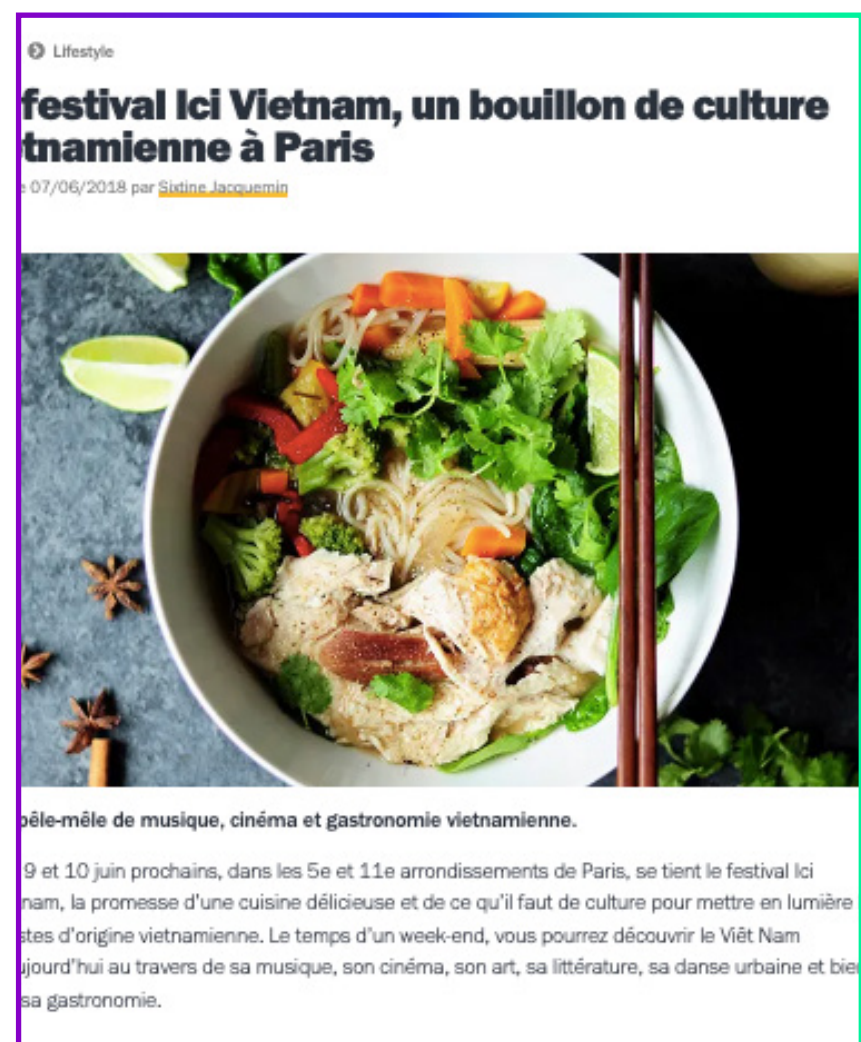 Lifestyle
festival Ici Vietnam, un bouillon de culture
tnamienne à Paris
07/06/2018 par Sixtine Jacquemin
pêle-mêle de musique, cinéma et gastronomie vietnamienne.
9 et 10 juin prochains, dans les 5e et 11e arrondissements de Paris, se tient le festival Ici
nam, la promesse d'une cuisine délicieuse et de ce qu'il faut de culture pour mettre en lumière
stes d'origine vietnamienne. Le temps d'un week-end, vous pourrez découvrir le Viêt Nam
ujourd'hui au travers de sa musique, son cinéma, son art, sa littérature, sa danse urbaine et bie
sa gastronomie.